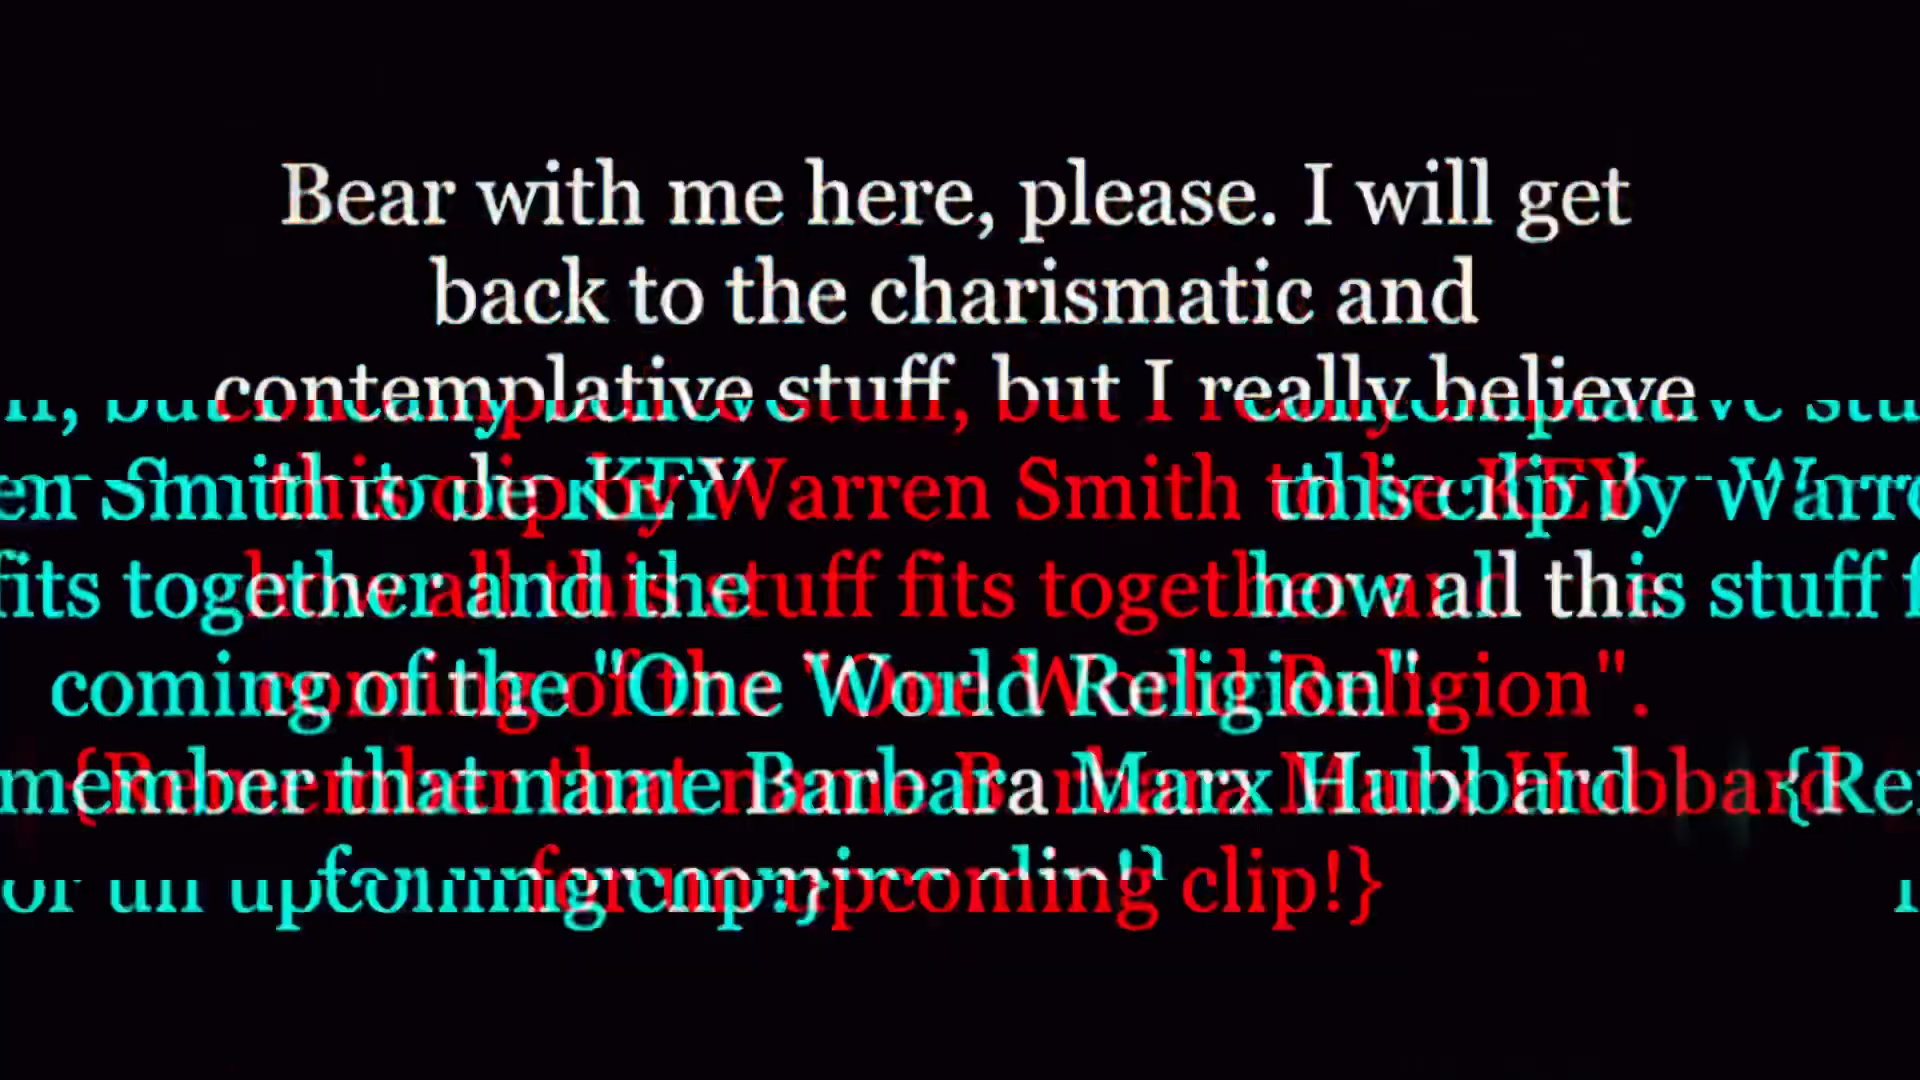 Bear with me here, please. I will get
back to the charismatic and
contemplative stuff, but I really believe
this clip by Warren Smith to be KEY
how all this stuff fits together and the
coming of the "One World Religion".
{Remember that name Barbara Marx Hubbard
for an upcoming clip!}